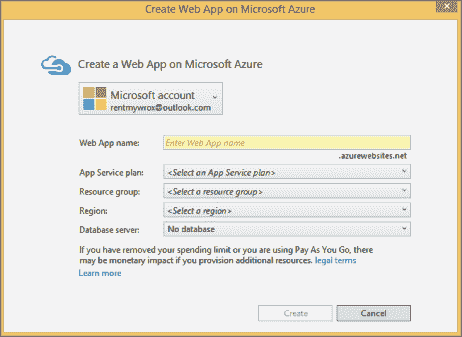 Create Web App on Microsoft Azure
Create a Web App on Microsoft Azure
Microsoft account
rentmywrox@outlook.com
Web App name: Enter Web App name
.azurewebsites.net
App Service plan: <Select an App Service plan>
Resource group: <Select a resource group>
Region: <Select a region>
Database server: No database
If you have removed your spending limit or you are using Pay As You Go, there
may be monetary impact if you provision additional resources. legal terms
Learn more
Create Cancel